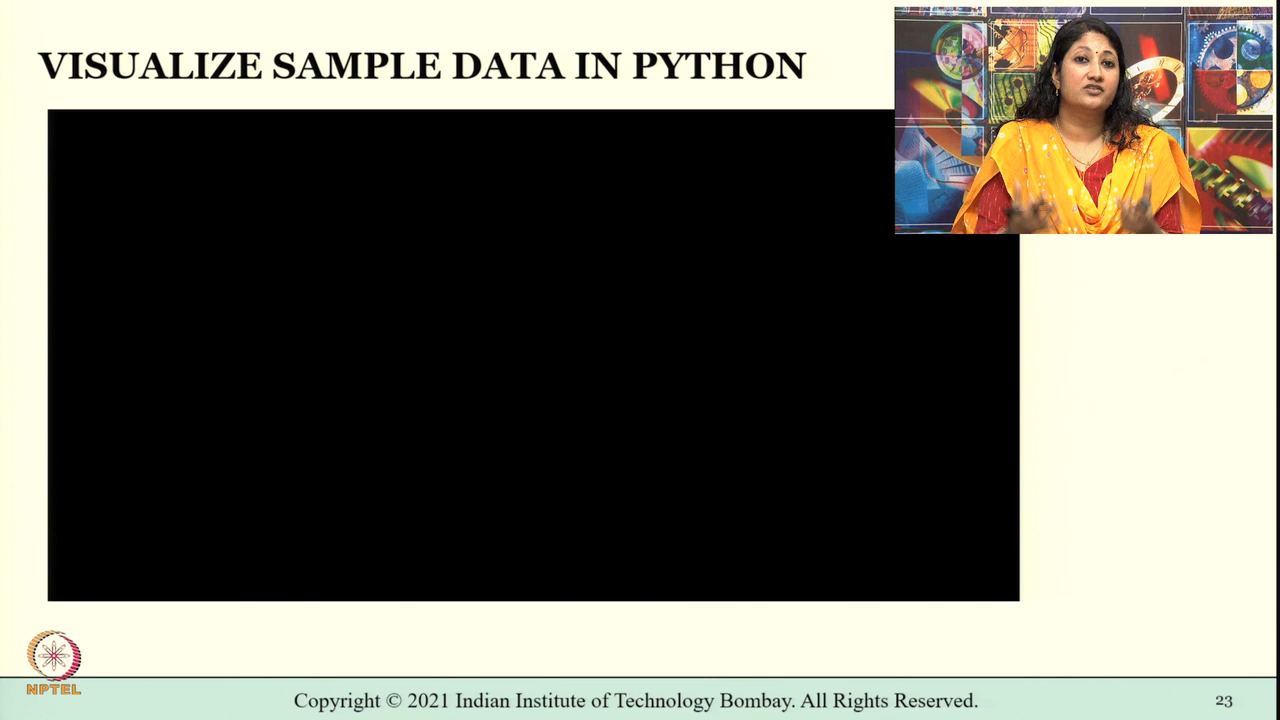 VISUALIZE SAMPLE DATA IN PYTHON
NPTEL
Copyright © 2021 Indian Institute of Technology Bombay. All Rights Reserved.
23